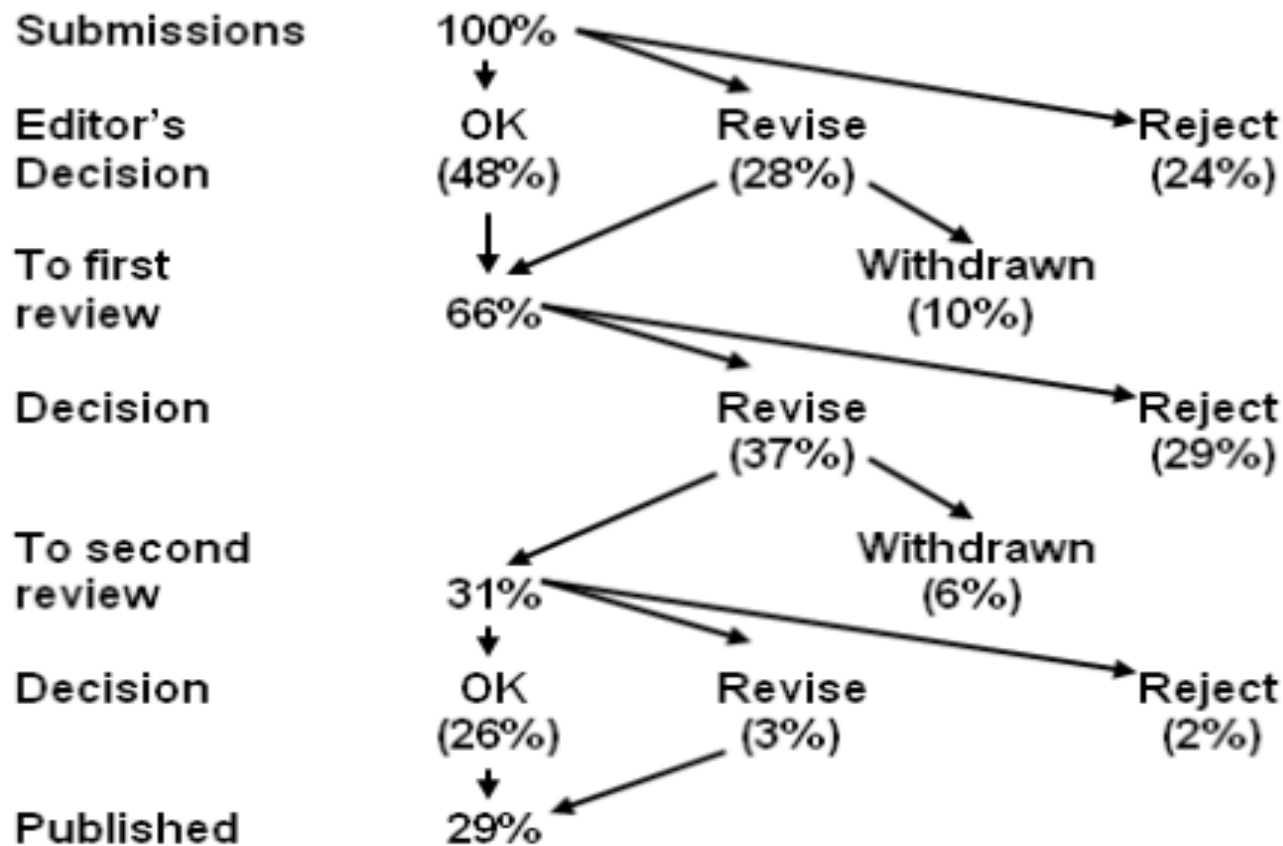 Submissions 100%
Editor's OK Revise Reject
Decision (48%) (28%) (24%)
To first Withdrawn
review 66% (10%)
Decision Revise Reject
(37%) (29%)
To second Withdrawn
review 31% (6%)
Decision OK Revise Reject
(26%) (3%) (2%)
Published 29%